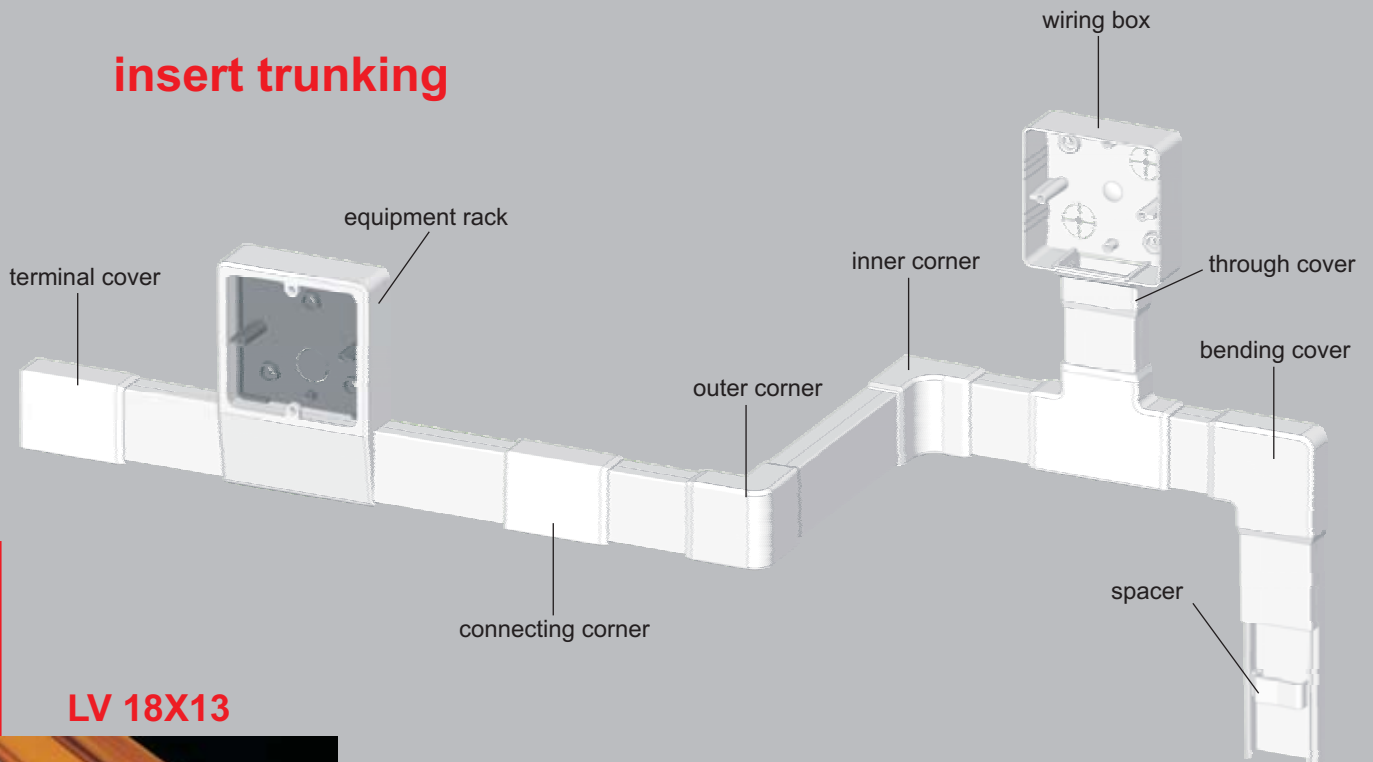 wiring box
insert trunking
equipment rack
terminal cover
inner corner
through cover
bending cover
outer corner
spacer
connecting corner
LV 18X13